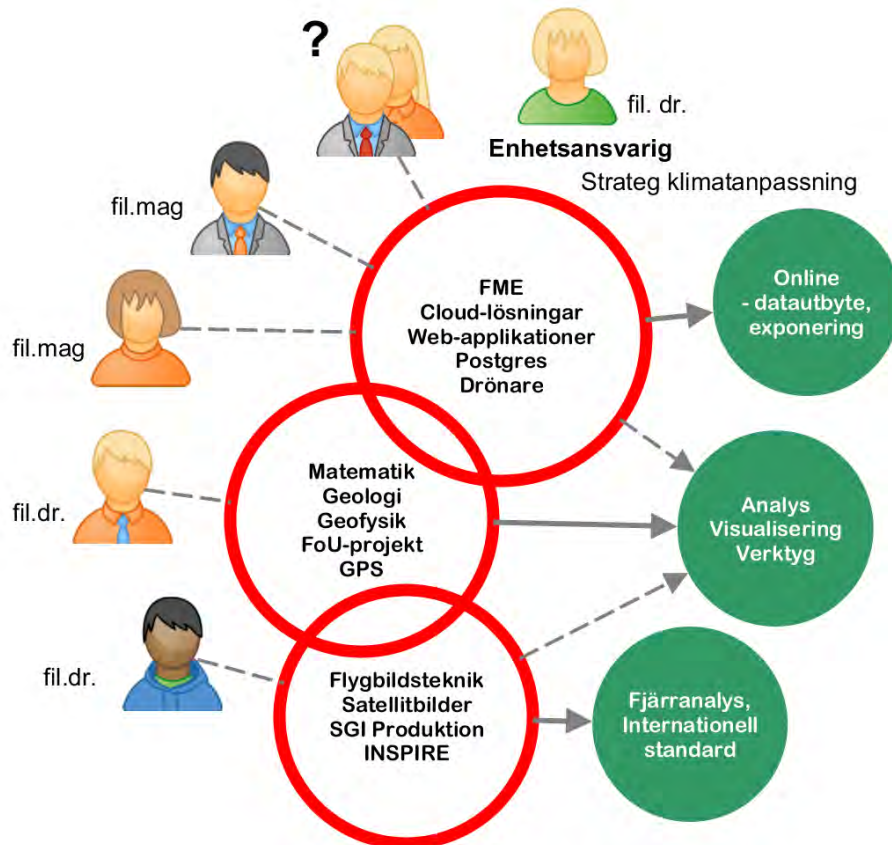 ?
fil. dr.
Enhetsansvarig
Strateg klimatanpassning
fil.mag
fil.mag
fil.dr.
fil.dr.
FME
Cloud-lösningar
Web-applikationer
Postgres
Drönare
Online
- datautbyte,
exponering
Matematik
Geologi
Geofysik
FoU-projekt
GPS
Analys
Visualisering
Verktyg
Flygbildsteknik
Satellitbilder
SGI Produktion
INSPIRE
Fjärranalys,
Internationell
standard